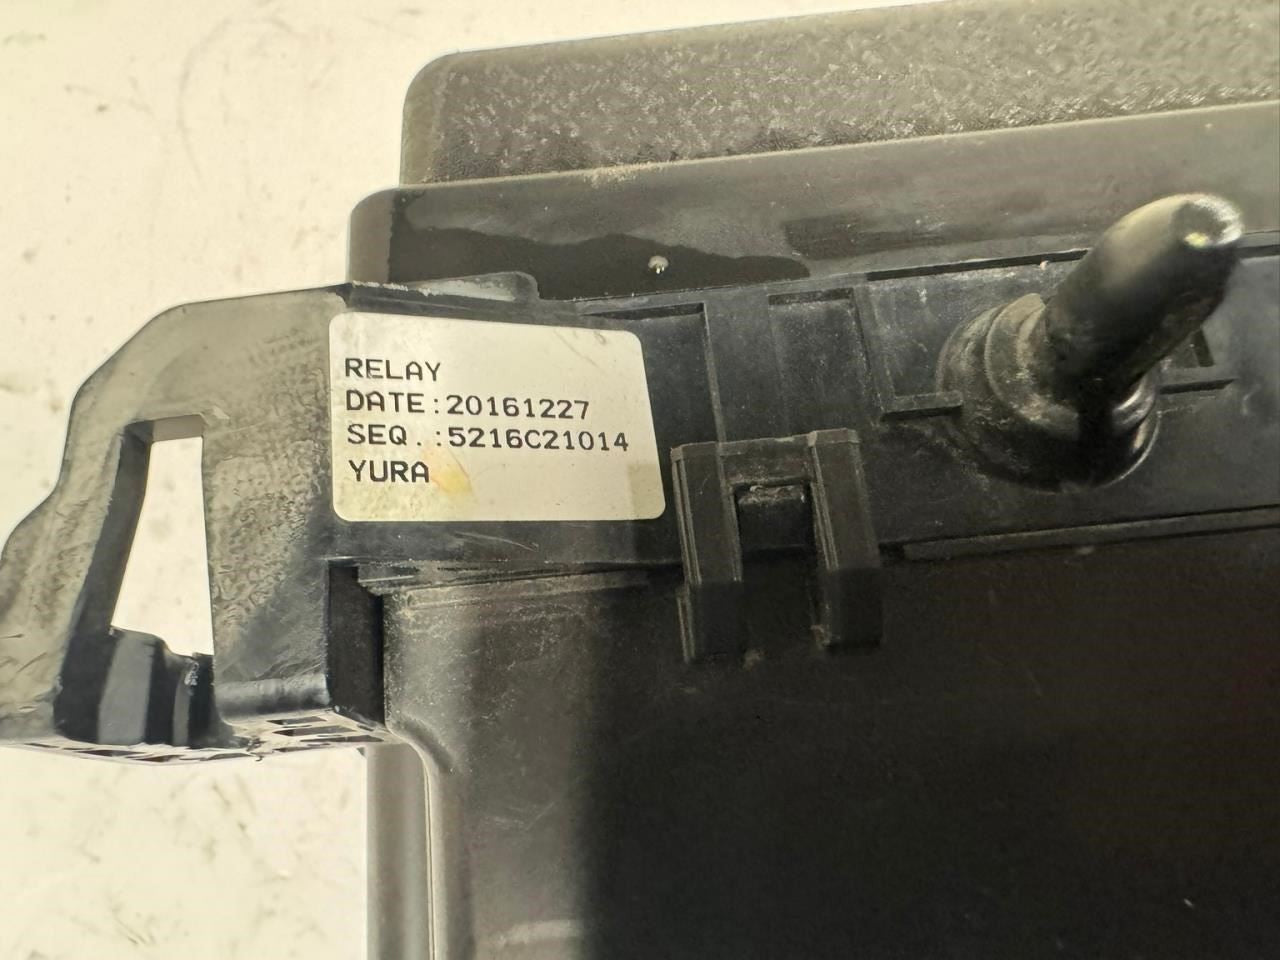 RELAY
DATE:20161227
SEQ.:5216C21014
YURA